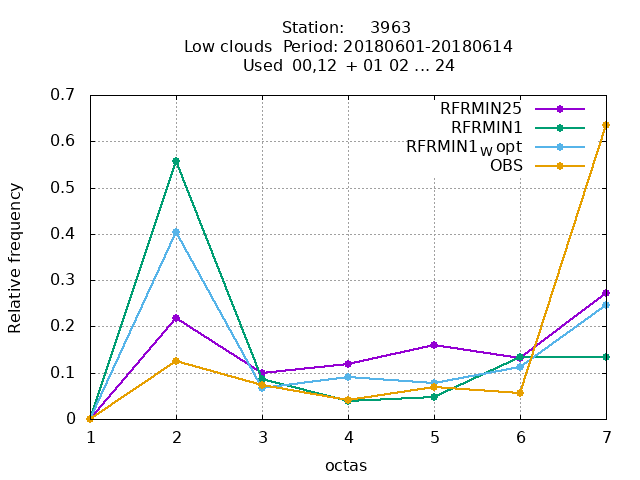 Station: 3963
Low clouds Period: 20180601-20180614
Used 00,12 + 01 02 ... 24
RFRMIN25
RFRMIN1
RFRMIN1W opt
OBS
Relative frequency
0.7
0.6
0.5
0.4
0.3
0.2
0.1
0
1 2 3 4 5 6 7
octas